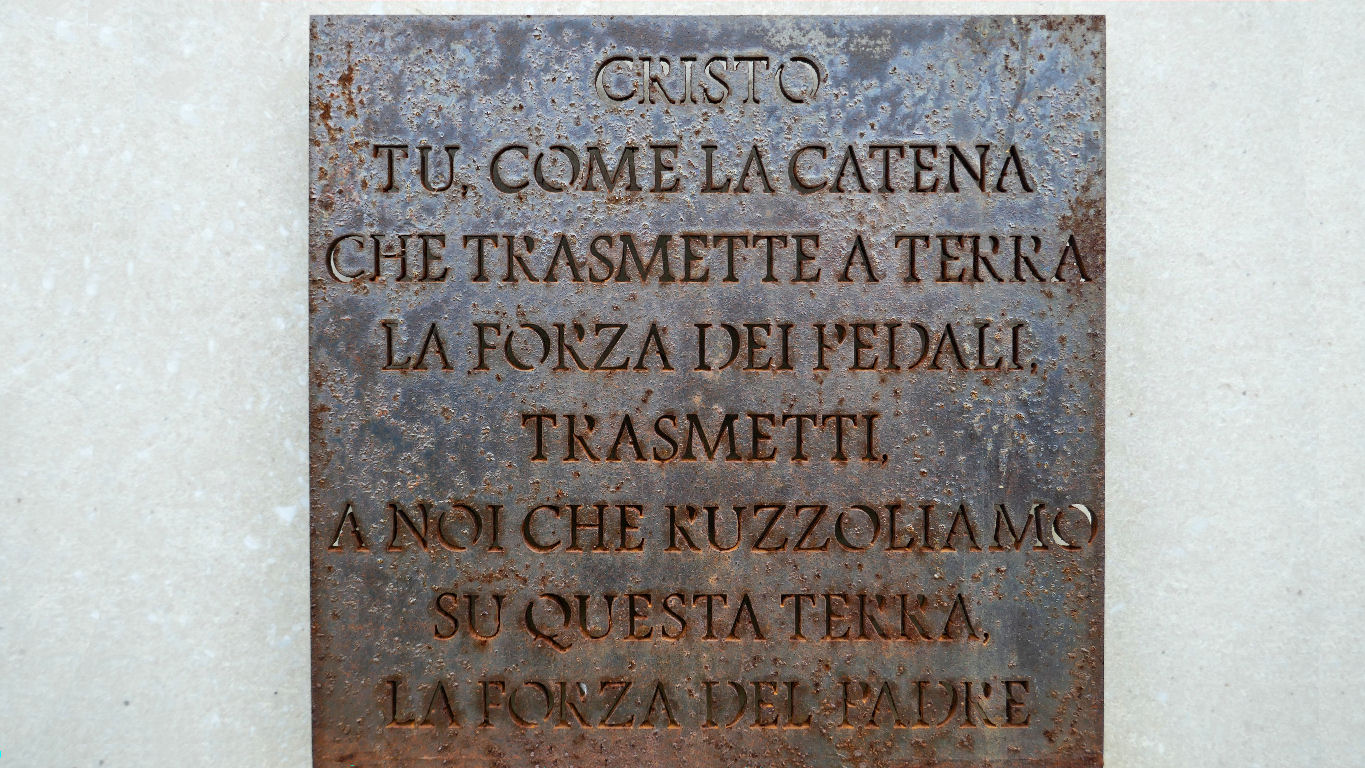 CRISTO
TU, COME LA CATENA
CHE TRASMETTE A TERRA
LA FORZA DEI PEDALI,
TRASMETTI,
A NOI CHE RUZZOLIAMO
SU QUESTA TERRA,
LA FORZA DEL PADRE